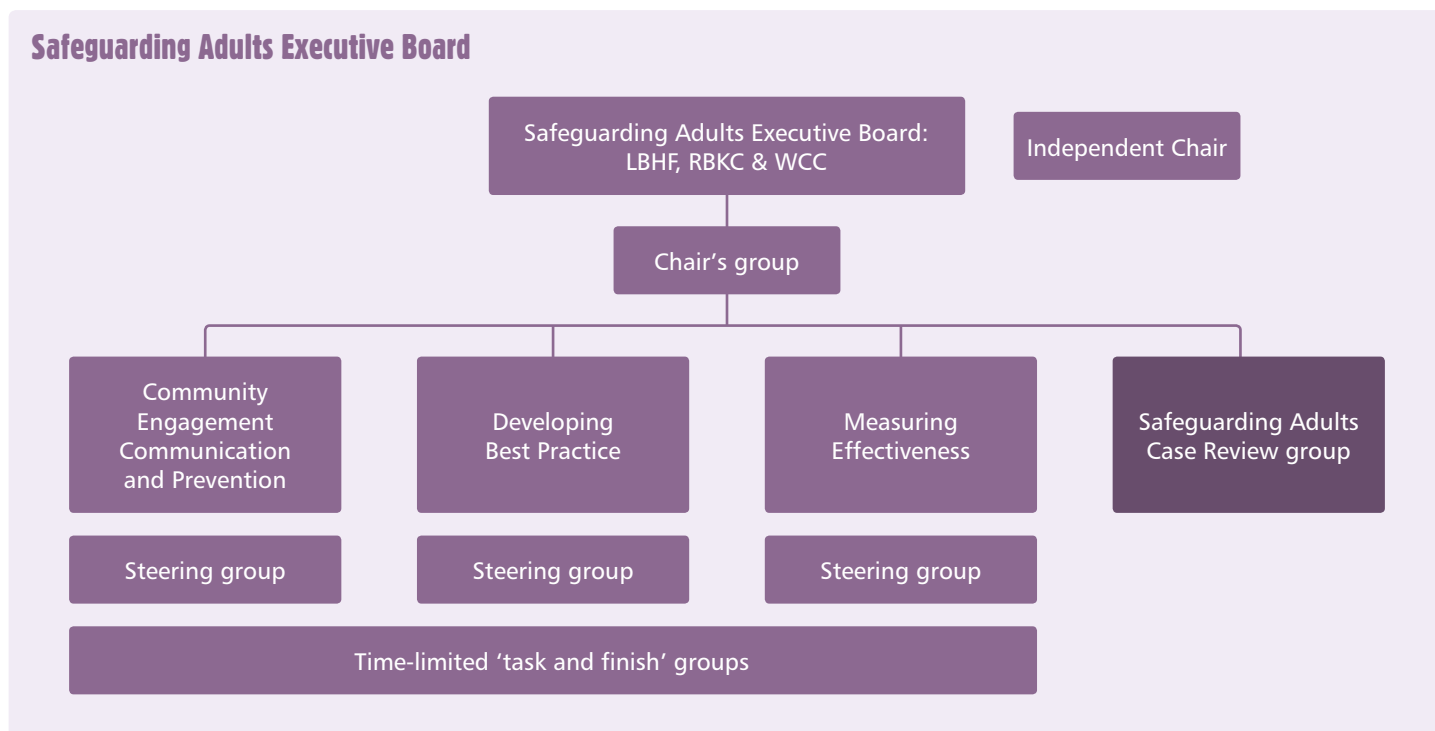 Safeguarding Adults Executive Board
Safeguarding Adults Executive Board:
LBHF, RBKC & WCC
Independent Chair
Chair’s group
Community
Engagement
Communication
and Prevention
Developing
Best Practice
Measuring
Effectiveness
Safeguarding Adults
Case Review group
Steering group
Steering group
Steering group
Time-limited ‘task and finish’ groups